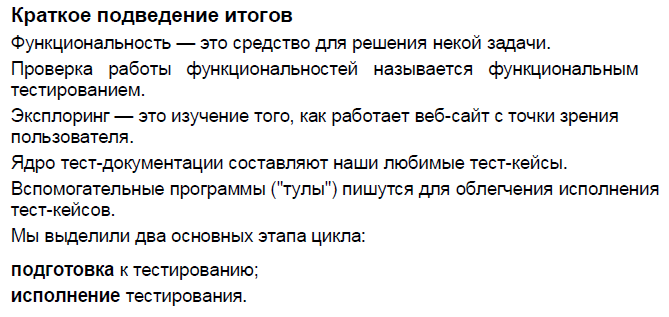 Краткое подведение итогов
Функциональность — это средство для решения некой задачи.
Проверка работы функциональностей называется функциональным
тестированием.
Эксплоринг — это изучение того, как работает веб-сайт с точки зрения
пользователя.
Ядро тест-документации составляют наши любимые тест-кейсы.
Вспомогательные программы ("тулы") пишутся для облегчения исполнения
тест-кейсов.
Мы выделили два основных этапа цикла:
подготовка к тестированию;
исполнение тестирования.